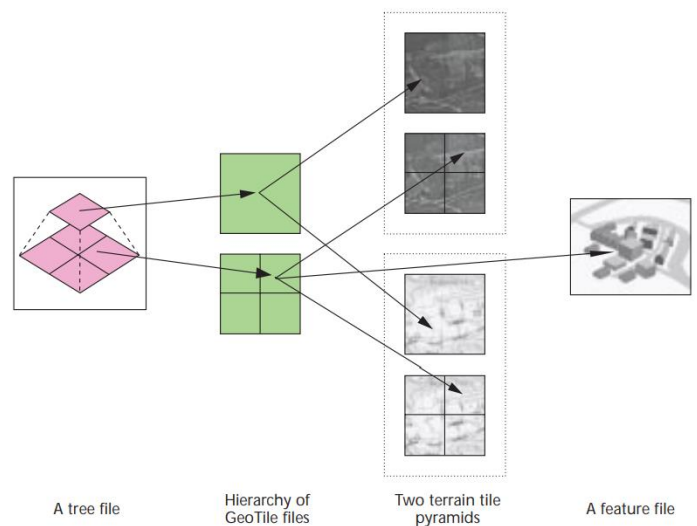 A tree file
Hierarchy of
GeoTile files
Two terrain tile
pyramids
A feature file